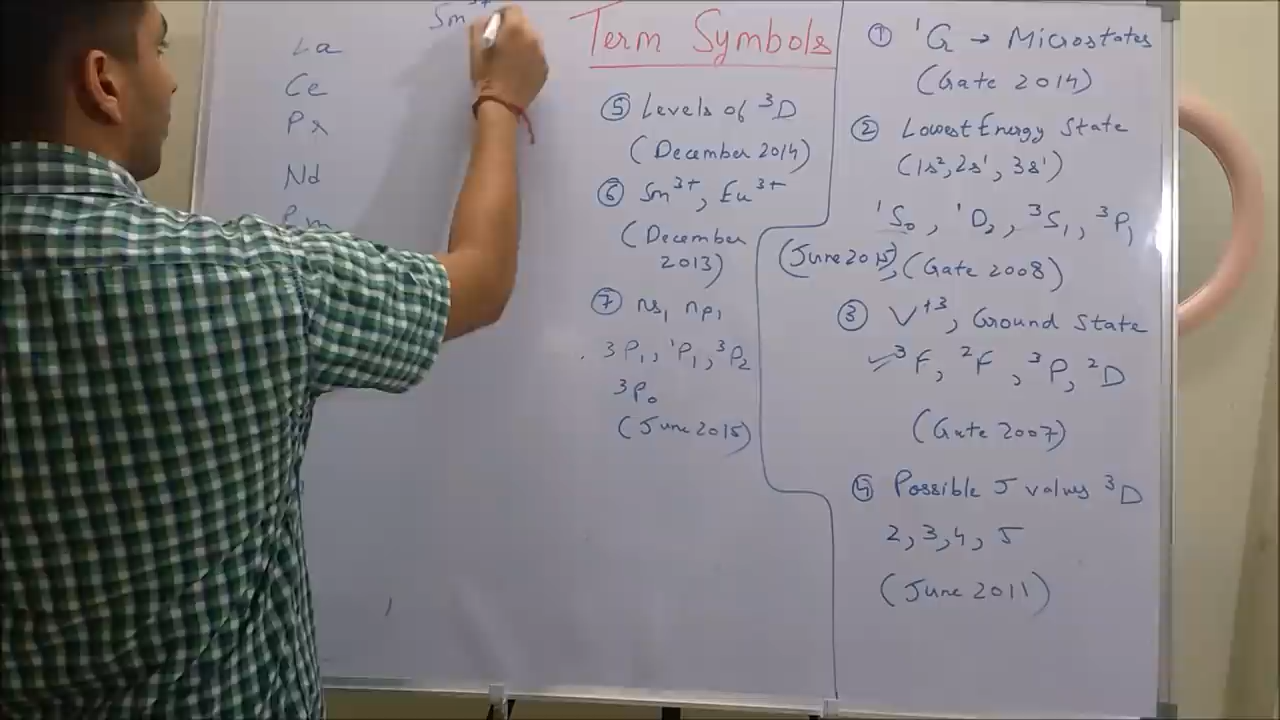 Sm³⁺
La
Ce
Pr
Nd
Pm
Term Symbols
⑤ Levels of ³D
(December 2014)
⑥ Sm³⁺, Eu³⁺
(December
2013)
⑦ ns₁ np₁
³P₁, ¹P₁, ³P₂
³P₀
(June 2015)
① ¹G → Microstates
(Gate 2014)
② Lowest Energy State
(1s², 2s¹, 3s¹)
¹S₀, ¹D₂, ³S₁, ³P₁
(June 2015), (Gate 2008)
③ V⁺³, Ground State
✓³F, ²F, ³P, ²D
(Gate 2007)
④ Possible J values ³D
2, 3, 4, 5
(June 2011)